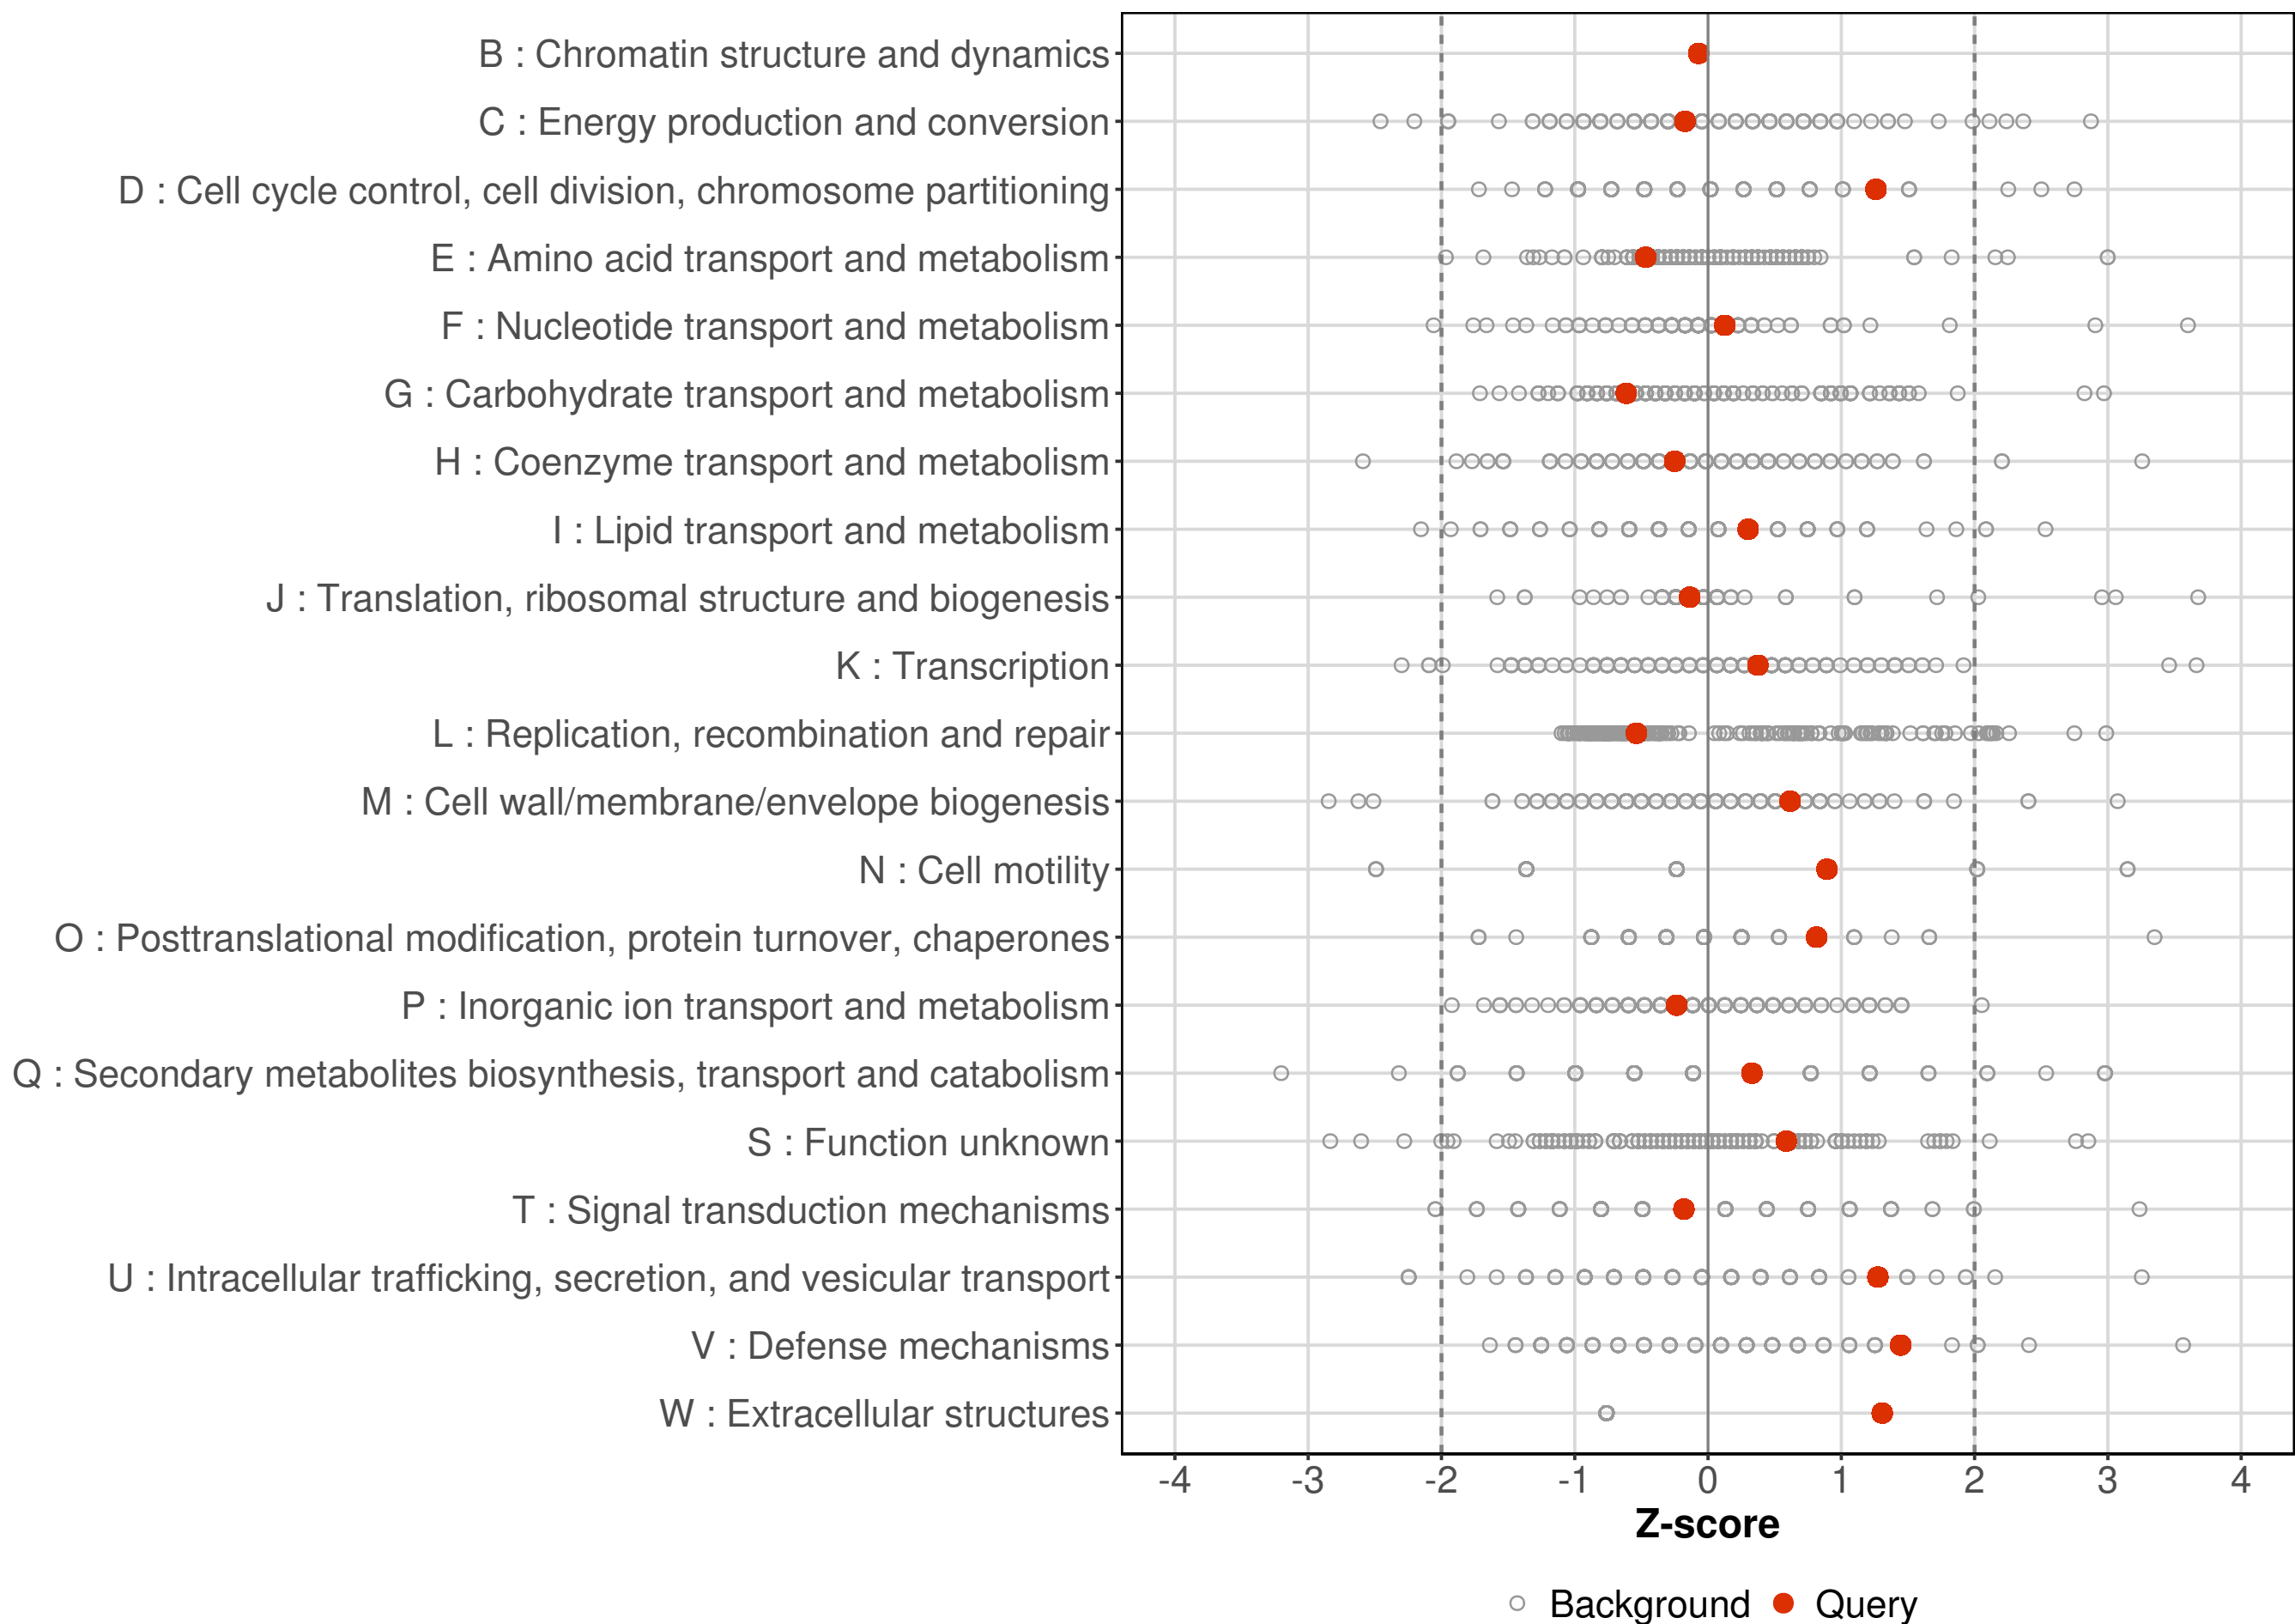 B : Chromatin structure and dynamics
C : Energy production and conversion
D : Cell cycle control, cell division, chromosome partitioning
E : Amino acid transport and metabolism
F : Nucleotide transport and metabolism
G : Carbohydrate transport and metabolism
H : Coenzyme transport and metabolism
I : Lipid transport and metabolism
J : Translation, ribosomal structure and biogenesis
K : Transcription
L : Replication, recombination and repair
M : Cell wall/membrane/envelope biogenesis
N : Cell motility
O : Posttranslational modification, protein turnover, chaperones
P : Inorganic ion transport and metabolism
Q : Secondary metabolites biosynthesis, transport and catabolism
S : Function unknown
T : Signal transduction mechanisms
U : Intracellular trafficking, secretion, and vesicular transport
V : Defense mechanisms
W : Extracellular structures
-4 -3 -2 -1 0 1 2 3 4
Z-score
Background Query